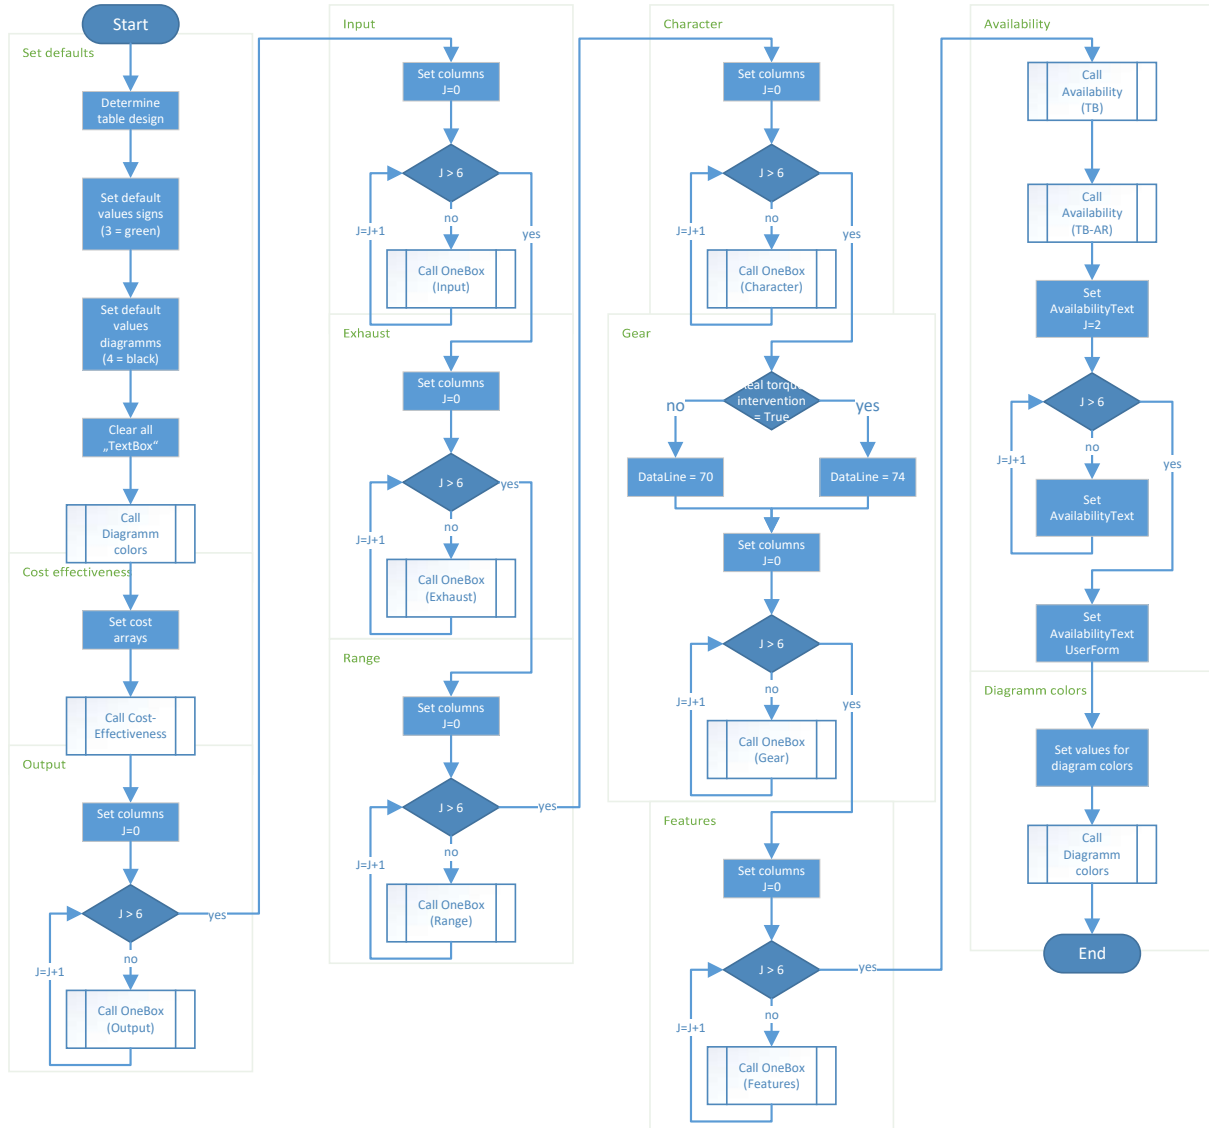 Start
Set defaults
Determine
table design
Set default
values signs
(3 = green)
Set default
values
diagramms
(4 = black)
Clear all
„TextBox“
Call
Diagramm
colors
Cost effectiveness
Set cost
arrays
Call Cost-
Effectiveness
Output
Set columns
J=0
J > 6
yes
no
J=J+1
Call OneBox
(Output)
Input
Set columns
J=0
J > 6
no
J=J+1
yes
Call OneBox
(Input)
Exhaust
Set columns
J=0
J > 6
yes
no
J=J+1
Call OneBox
(Exhaust)
Range
Set columns
J=0
J > 6
yes
no
J=J+1
Call OneBox
(Range)
Character
Set columns
J=0
J > 6
no
J=J+1
yes
Call OneBox
(Character)
Gear
torque
intervention
= True
no
yes
DataLine = 70
DataLine = 74
Set columns
J=0
J > 6
no
J=J+1
yes
Call OneBox
(Gear)
Features
Set columns
J=0
J > 6
yes
no
J=J+1
Call OneBox
(Features)
Availability
Call
Availability
(TB)
Call
Availability
(TB-AR)
Set
AvailabilityText
J=2
J > 6
no
J=J+1
yes
Set
AvailabilityText
Set
AvailabilityText
UserForm
Diagramm colors
Set values for
diagram colors
Call
Diagramm
colors
End